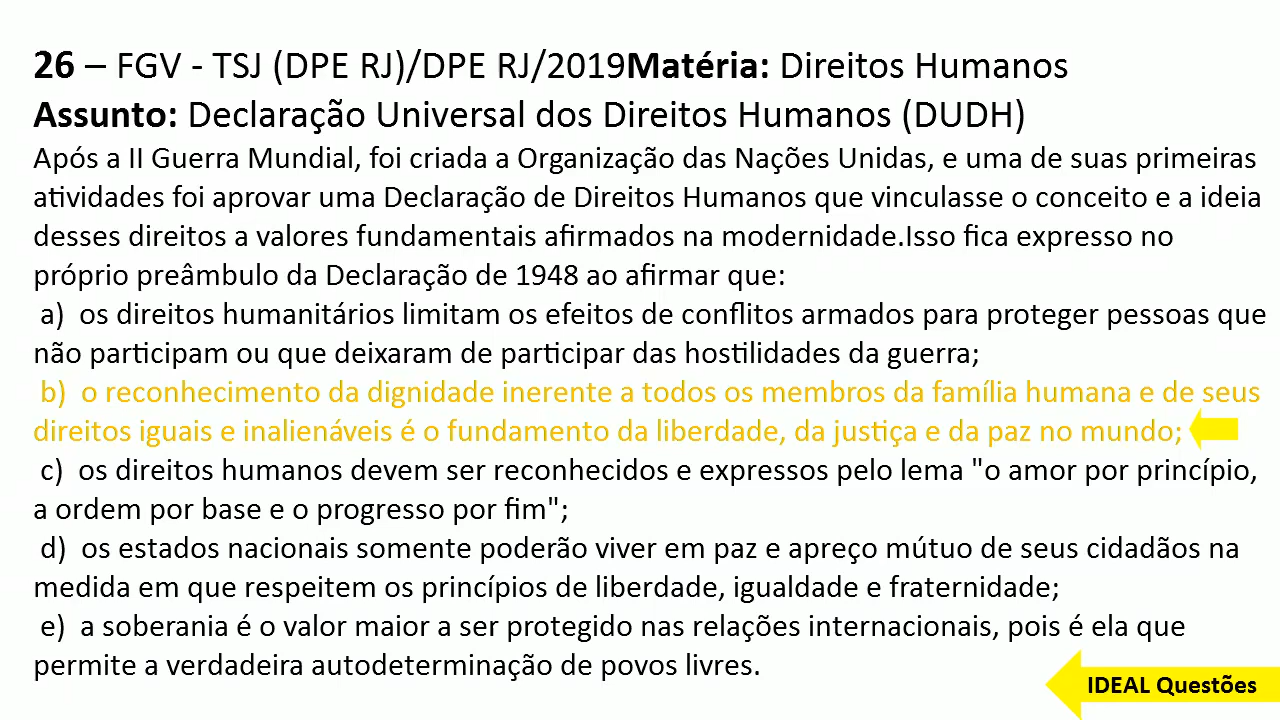 26 – FGV - TSJ (DPE RJ)/DPE RJ/2019Matéria: Direitos Humanos
Assunto: Declaração Universal dos Direitos Humanos (DUDH)
Após a II Guerra Mundial, foi criada a Organização das Nações Unidas, e uma de suas primeiras
atividades foi aprovar uma Declaração de Direitos Humanos que vinculasse o conceito e a ideia
desses direitos a valores fundamentais afirmados na modernidade.Isso fica expresso no
próprio preâmbulo da Declaração de 1948 ao afirmar que:
a) os direitos humanitários limitam os efeitos de conflitos armados para proteger pessoas que
não participam ou que deixaram de participar das hostilidades da guerra;
b) o reconhecimento da dignidade inerente a todos os membros da família humana e de seus
direitos iguais e inalienáveis é o fundamento da liberdade, da justiça e da paz no mundo;
c) os direitos humanos devem ser reconhecidos e expressos pelo lema "o amor por princípio,
a ordem por base e o progresso por fim";
d) os estados nacionais somente poderão viver em paz e apreço mútuo de seus cidadãos na
medida em que respeitem os princípios de liberdade, igualdade e fraternidade;
e) a soberania é o valor maior a ser protegido nas relações internacionais, pois é ela que
permite a verdadeira autodeterminação de povos livres.
IDEAL Questões